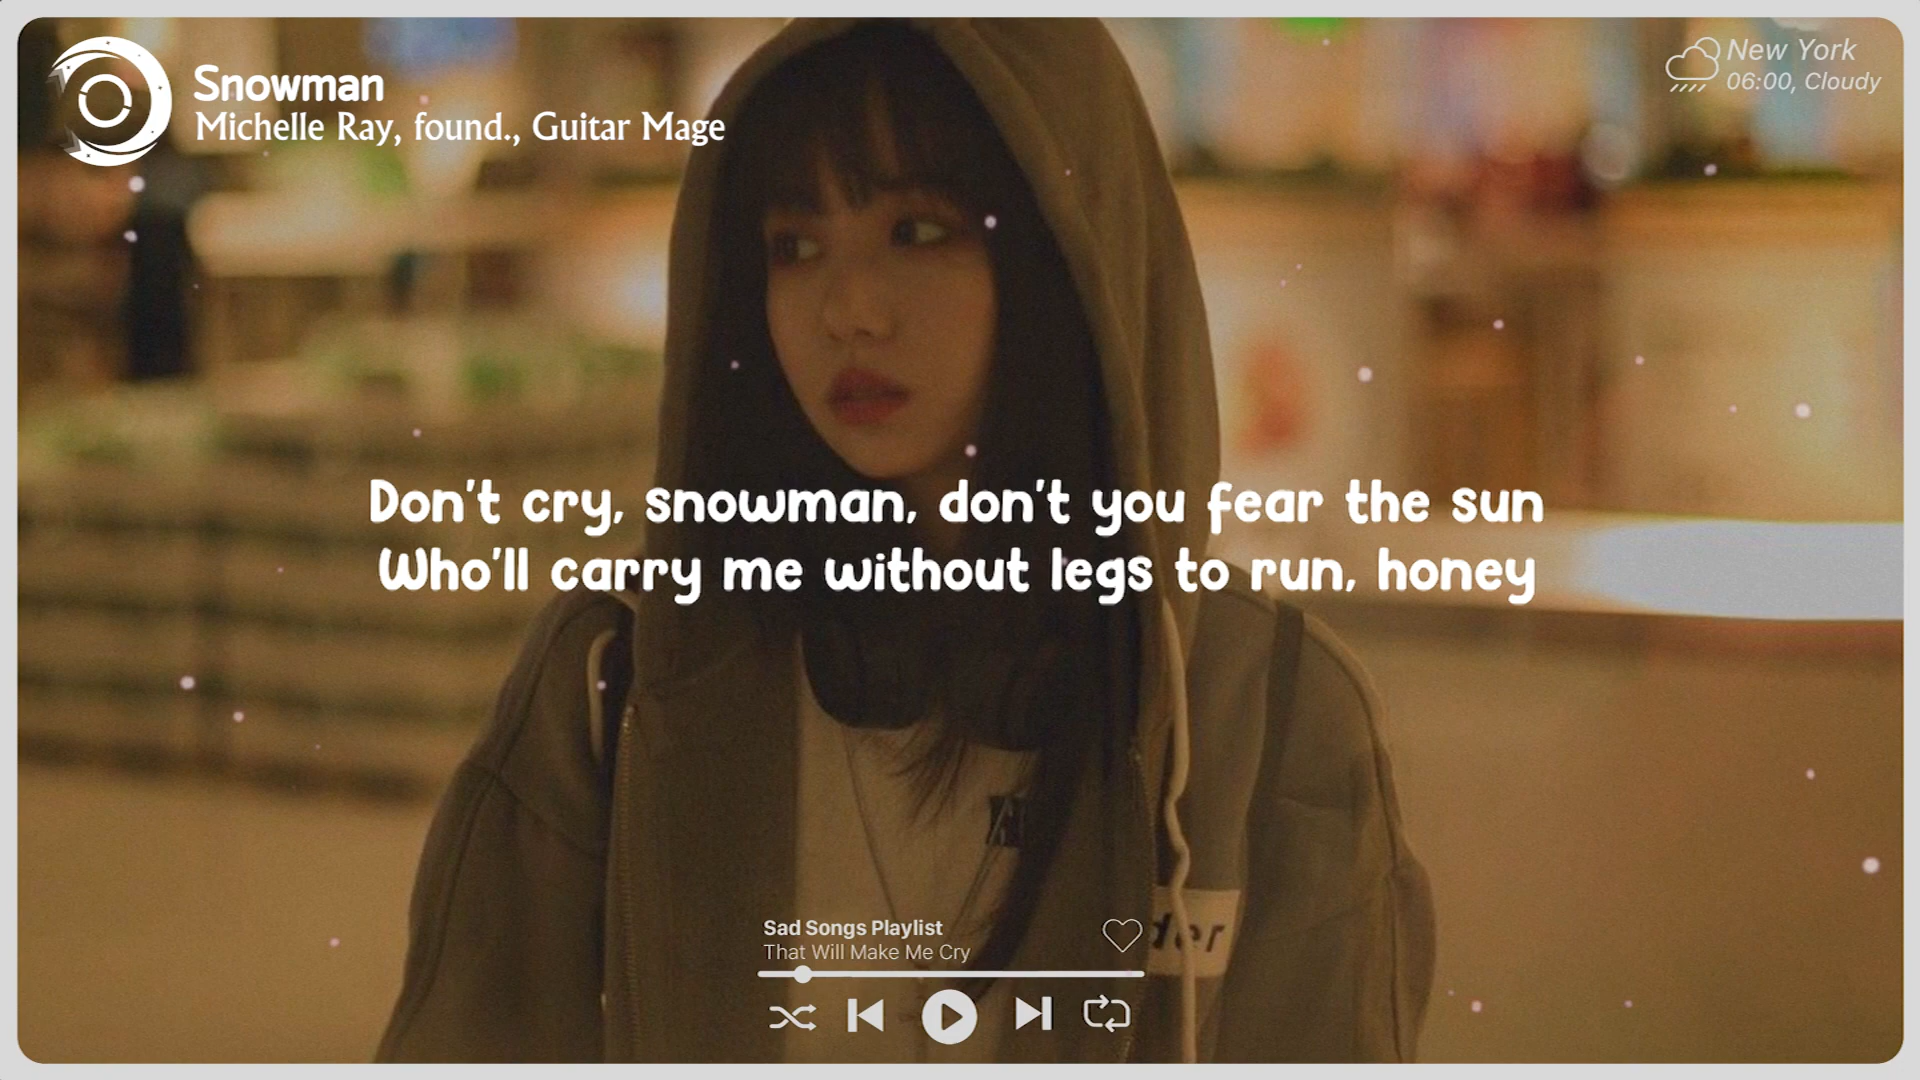 Snowman
Michelle Ray, found., Guitar Mage
New York
06:00, Cloudy
Don't cry, snowman, don't you fear the sun
Who'll carry me without legs to run, honey
der
Sad Songs Playlist
That Will Make Me Cry